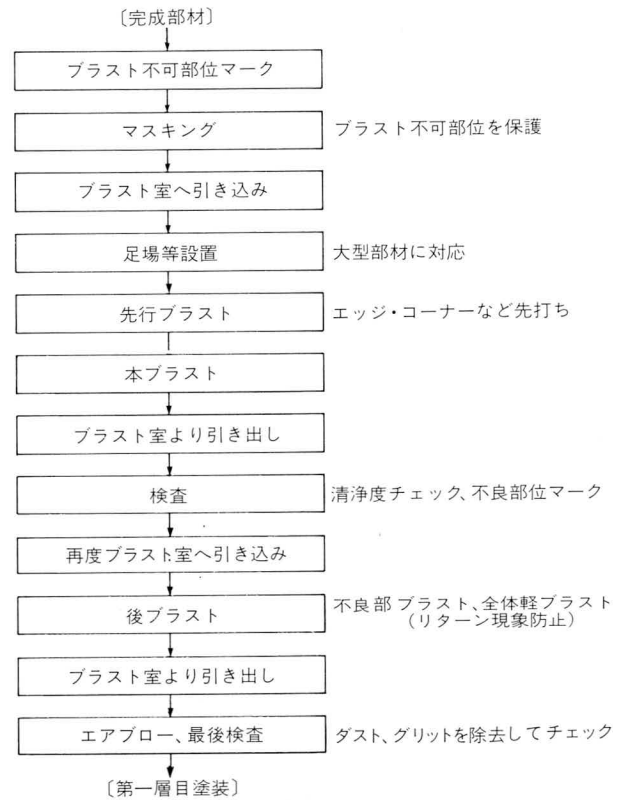 〔完成部材〕
ブラスト不可部位マーク
マスキング
ブラスト不可部位を保護
ブラスト室へ引き込み
足場等設置
大型部材に対応
先行ブラスト
エッジ・コーナーなど先打ち
本ブラスト
ブラスト室より引き出し
検査
清浄度チェック、不良部位マーク
再度ブラスト室へ引き込み
後ブラスト
不良部ブラスト、全体軽ブラスト
（リターン現象防止）
ブラスト室より引き出し
エアブロー、最後検査
ダスト、グリットを除去してチェック
〔第一層目塗装〕